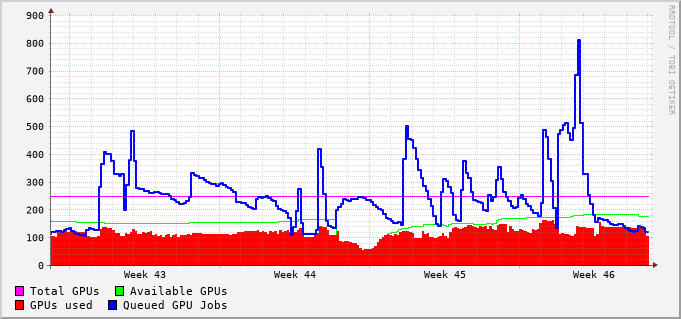 900
800
700
600
500
400
300
200
100
0
Week 43 Week 44 Week 45 Week 46
Total GPUs Available GPUs
GPUs used Queued GPU Jobs
RRDTOOL / TOBI OETIKER